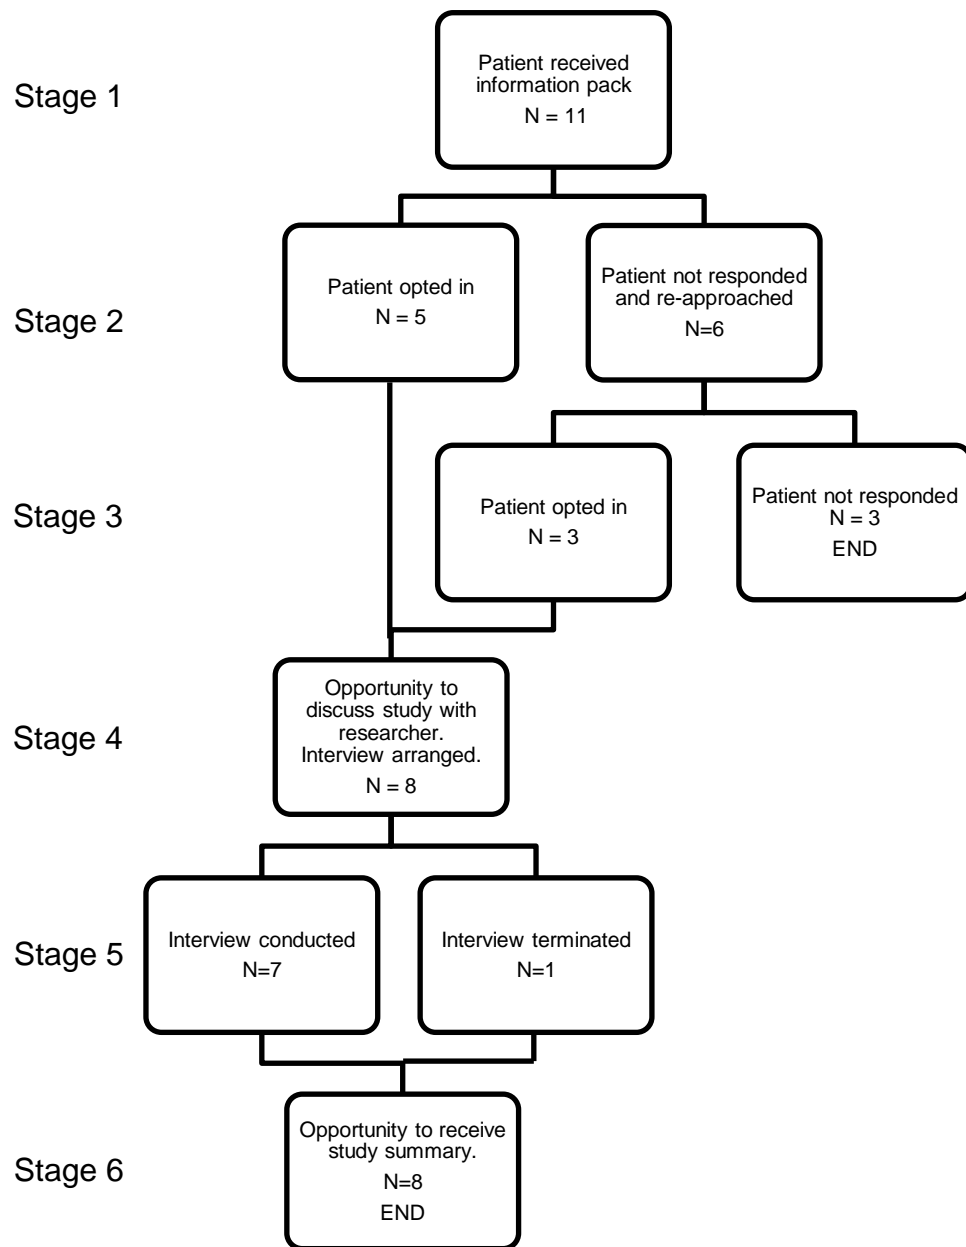 Stage 1
Patient received
information pack
N = 11
Stage 2
Patient opted in
N = 5
Patient not responded
and re-approached
N=6
Stage 3
Patient opted in
N = 3
Patient not responded
N = 3
END
Stage 4
Opportunity to
discuss study with
researcher.
Interview arranged.
N = 8
Stage 5
Interview conducted
N=7
Interview terminated
N=1
Stage 6
Opportunity to receive
study summary.
N=8
END